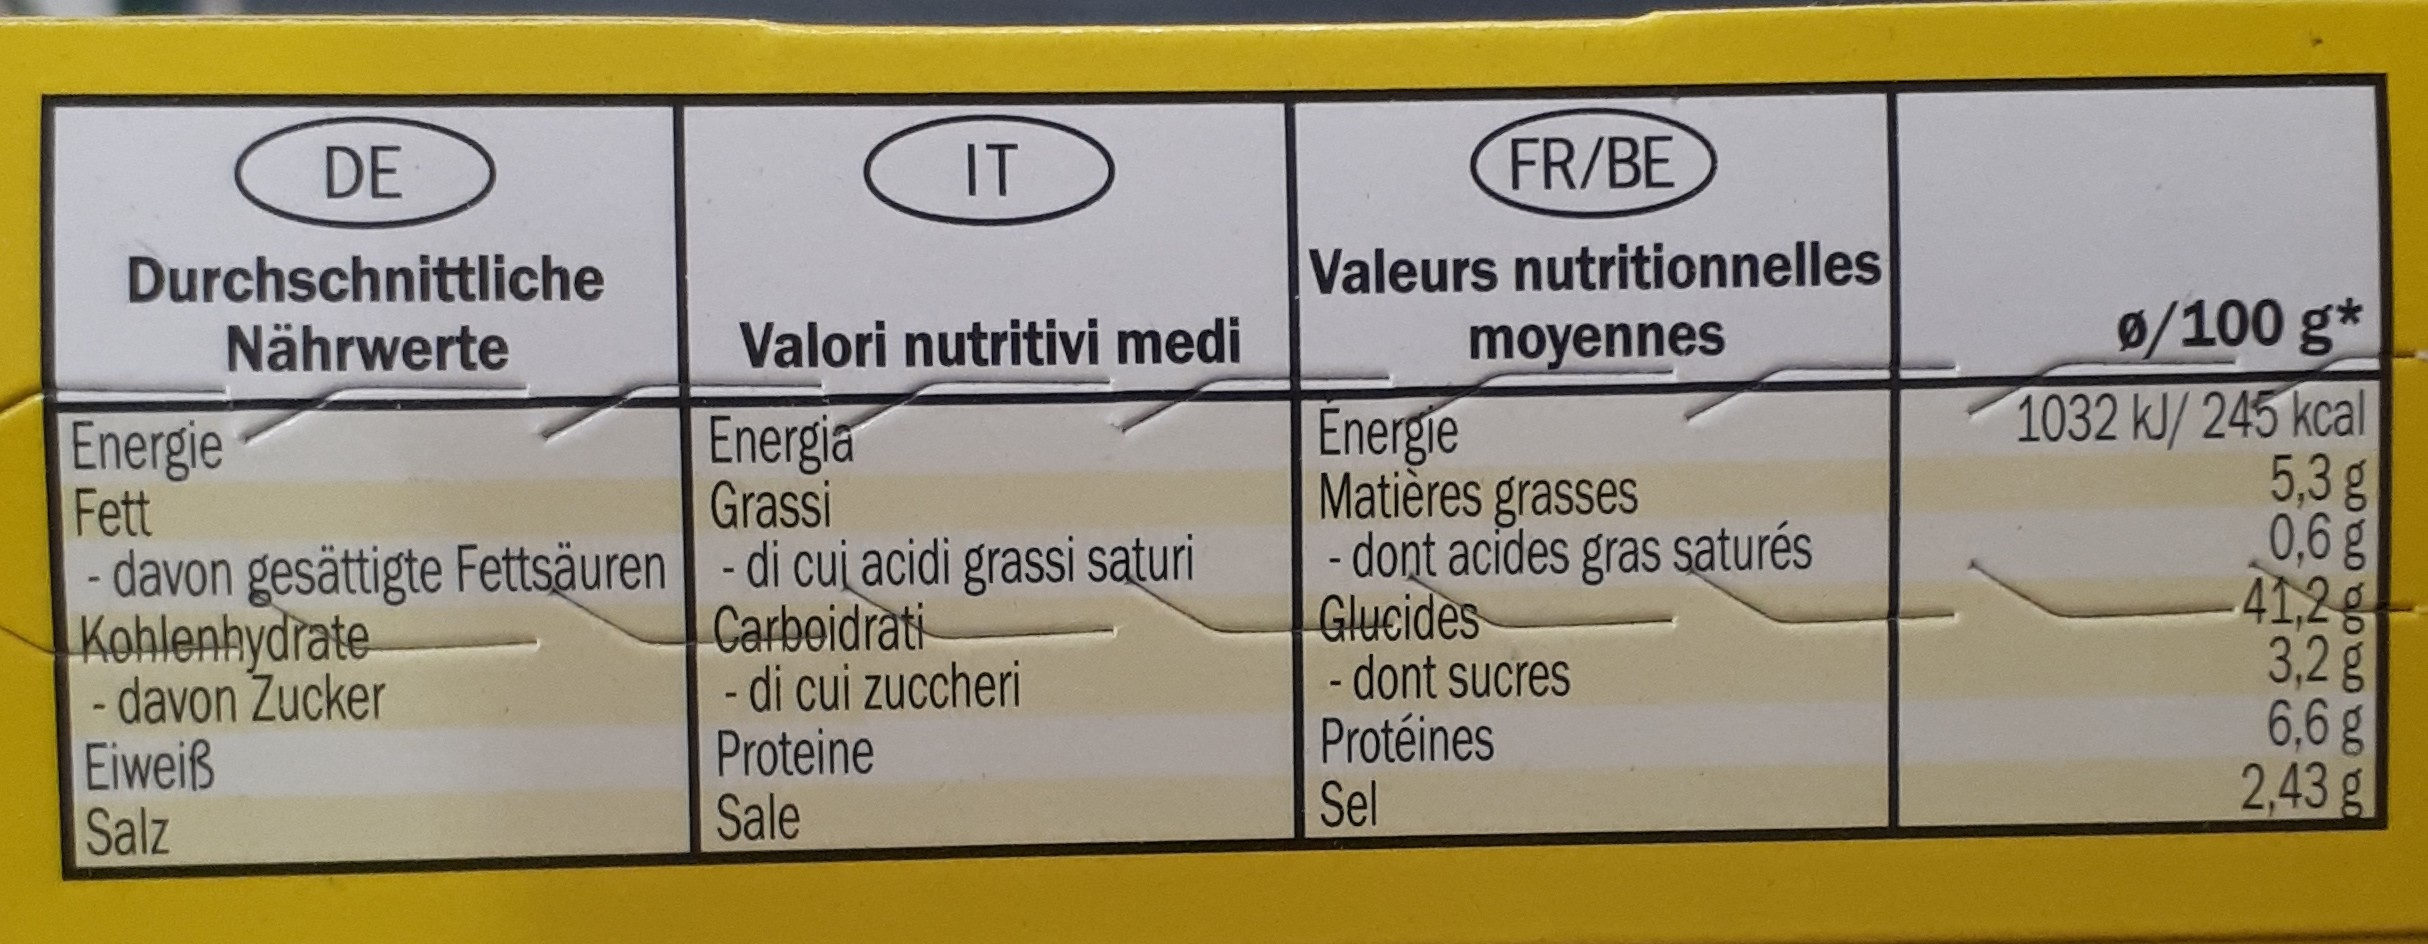 DE
IT
FR/BE
Durchschnittliche
Nährwerte
Valori nutritivi medi
Valeurs nutritionnelles
moyennes
ø/100 g*
Energie Energia Énergie 1032 kJ/ 245 kcal
Fett Grassi Matières grasses 5,3 g
- davon gesättigte Fettsäuren - di cui acidi grassi saturi - dont acides gras saturés 0,6 g
Kohlenhydrate Carboidrati Glucides 41,2 g
- davon Zucker - di cui zuccheri - dont sucres 3,2 g
Eiweiß Proteine Protéines 6,6 g
Salz Sale Sel 2,43 g